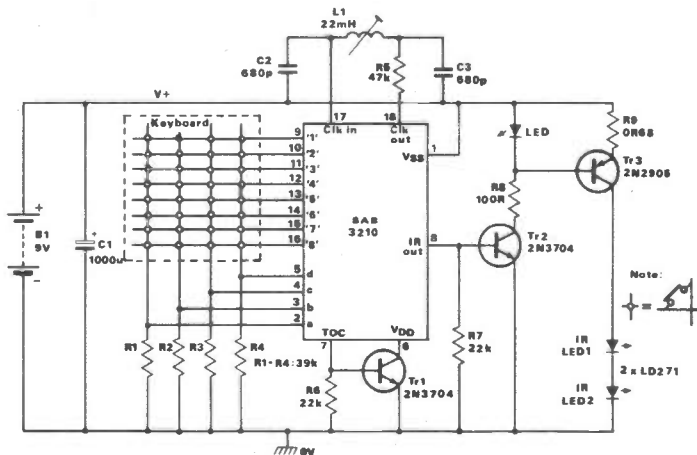 L1
22mH
C2
680p
R5
47k
C3
680p
V+
Keyboard
17
Clk in
18
Clk
out
1
VSS
9
'1'
10
'2'
11
'3'
12
'4'
13
'5'
14
'6'
15
'7'
16
'8'
SAB
3210
8
IR
out
5
d
4
c
3
b
2
a
TOC
7
VDD
6
B1
9V
+
-
+
C1
1000u
R1
R2
R3
R4
R1-R4:39k
R6
22k
Tr1
2N3704
R7
22k
LED
R8
100R
Tr2
2N3704
R9
0R68
Tr3
2N2905
Note:
=
IR
LED1
2 x LD271
IR
LED2
0V